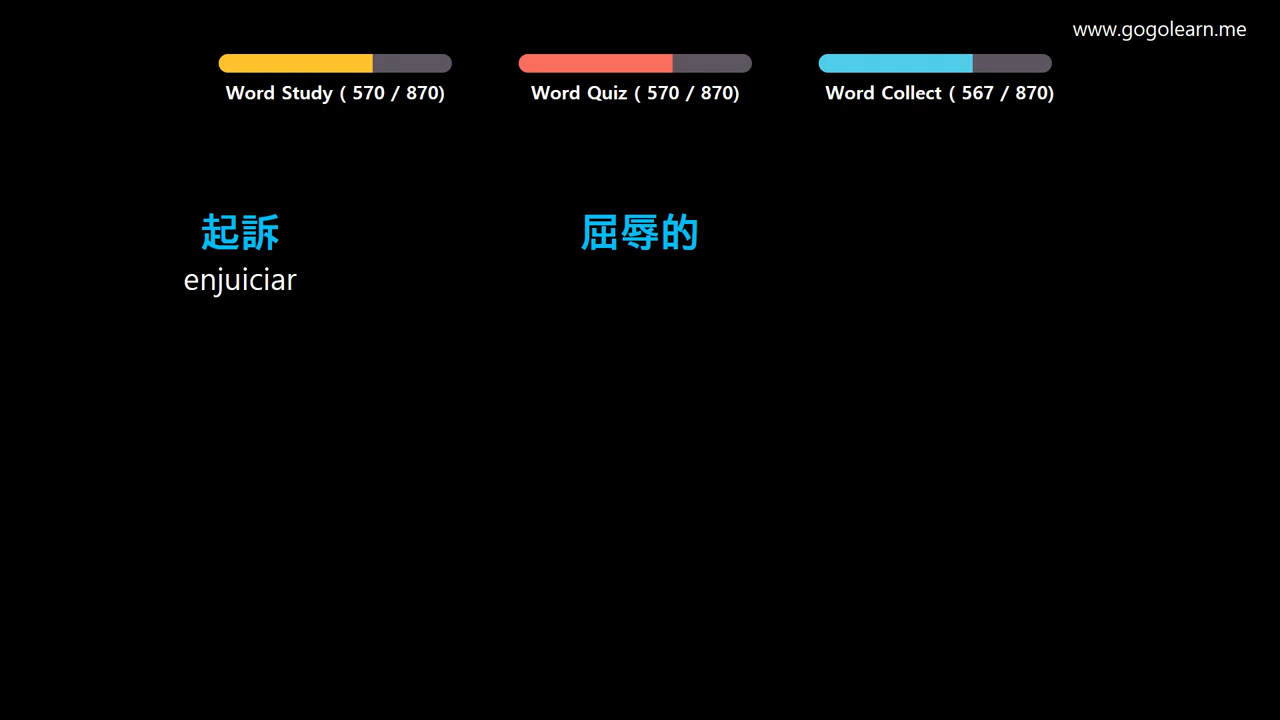 www.gogolearn.me
Word Study ( 570 / 870)
Word Quiz ( 570 / 870)
Word Collect ( 567 / 870)
起訴
enjuiciar
屈辱的